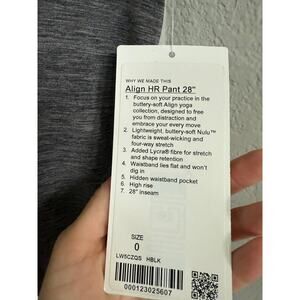 WHY WE MADE THIS
Align HR Pant 28"
1. Focus on your practice in the
buttery-soft Align yoga
collection, designed to free
you from distraction and
embrace your every move
2. Lightweight, buttery-soft Nulu™
fabric is sweat-wicking and
four-way stretch
3. Added Lycra® fibre for stretch
and shape retention
4. Waistband lies flat and won't
dig in
5. Hidden waistband pocket
6. High rise
7. 28" inseam
SIZE
0
LW5CZQS HBLK
000123025607